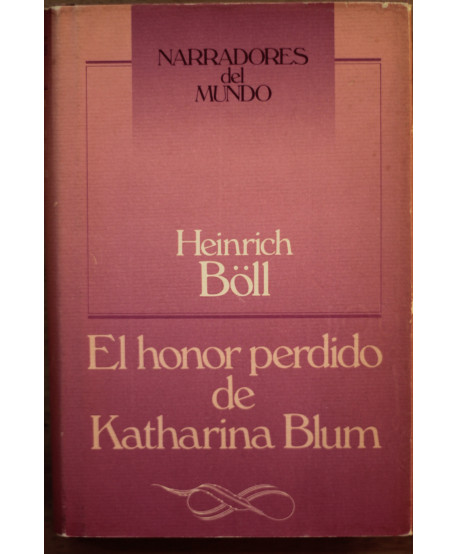 NARRADORES
del
MUNDO
Heinrich
Böll
El honor perdido
de
Katharina Blum